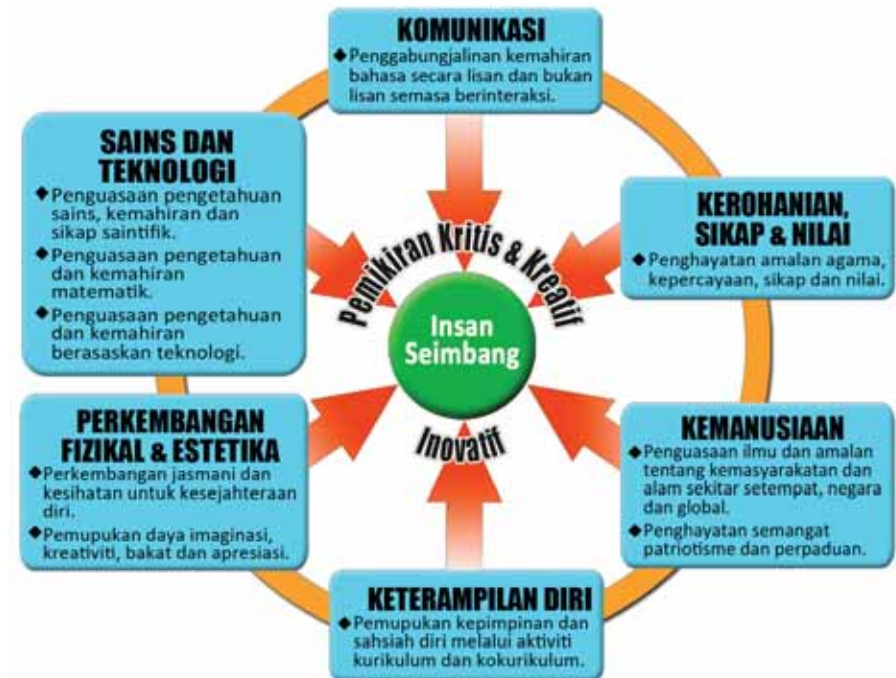 KOMUNIKASI
◆Penggabungjalinan kemahiran
bahasa secara lisan dan bukan
lisan semasa berinteraksi.
SAINS DAN
TEKNOLOGI
◆Penguasaan pengetahuan
sains, kemahiran dan
sikap saintifik.
◆Penguasaan pengetahuan
dan kemahiran
matematik.
◆Penguasaan pengetahuan
dan kemahiran
berasaskan teknologi.
KEROHANIAN,
SIKAP & NILAI
◆Penghayatan amalan agama,
kepercayaan, sikap dan nilai.
Pemikiran Kritis & Kreatif
Insan
Seimbang
Inovatif
PERKEMBANGAN
FIZIKAL & ESTETIKA
◆Perkembangan jasmani dan
kesihatan untuk kesejahteraan
diri.
◆Pemupukan daya imaginasi,
kreativiti, bakat dan apresiasi.
KEMANUSIAAN
◆Penguasaan ilmu dan amalan
tentang kemasyarakatan dan
alam sekitar setempat, negara
dan global.
◆Penghayatan semangat
patriotisme dan perpaduan.
KETERAMPILAN DIRI
◆Pemupukan kepimpinan dan
sahsiah diri melalui aktiviti
kurikulum dan kokurikulum.